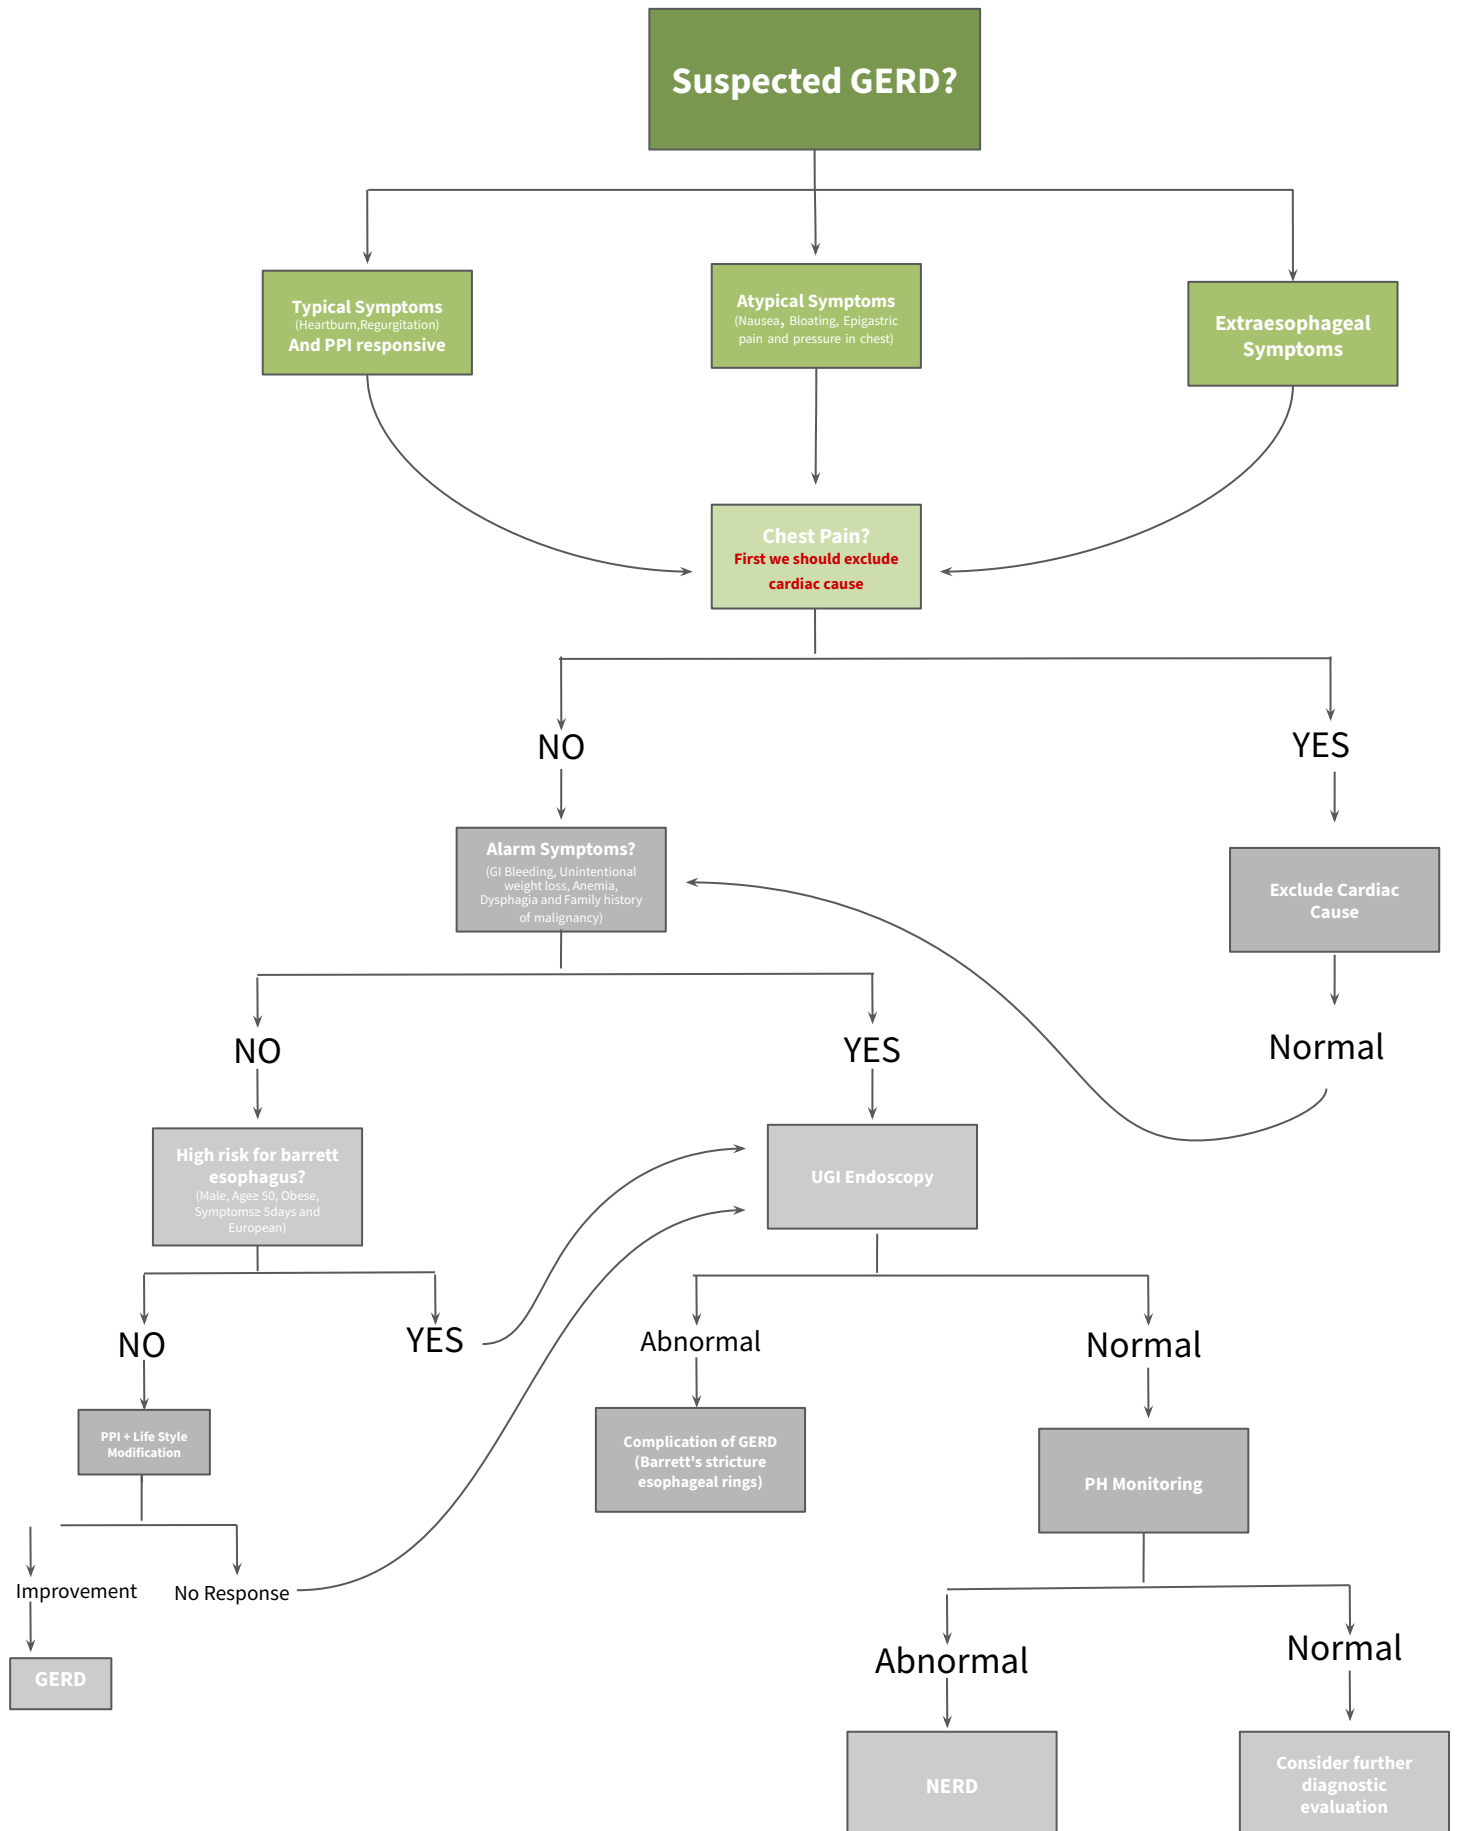 Suspected GERD?
Typical Symptoms
(Heartburn,Regurgitation)
And PPI responsive
Atypical Symptoms
(Nausea, Bloating, Epigastric
pain and pressure in chest)
Extraesophageal
Symptoms
Chest Pain?
First we should exclude
cardiac cause
NO
YES
Alarm Symptoms?
(GI Bleeding, Unintentional
weight loss, Anemia,
Dysphagia and Family history
of malignancy)
Exclude Cardiac
Cause
NO
YES
Normal
High risk for barrett
esophagus?
(Male, Age≥ 50, Obese,
Symptoms≥ 5days and
European)
UGI Endoscopy
NO
YES
Abnormal
Normal
PPI + Life Style
Modification
Complication of GERD
(Barrett's stricture
esophageal rings)
PH Monitoring
Improvement
No Response
GERD
Abnormal
Normal
NERD
Consider further
diagnostic
evaluation